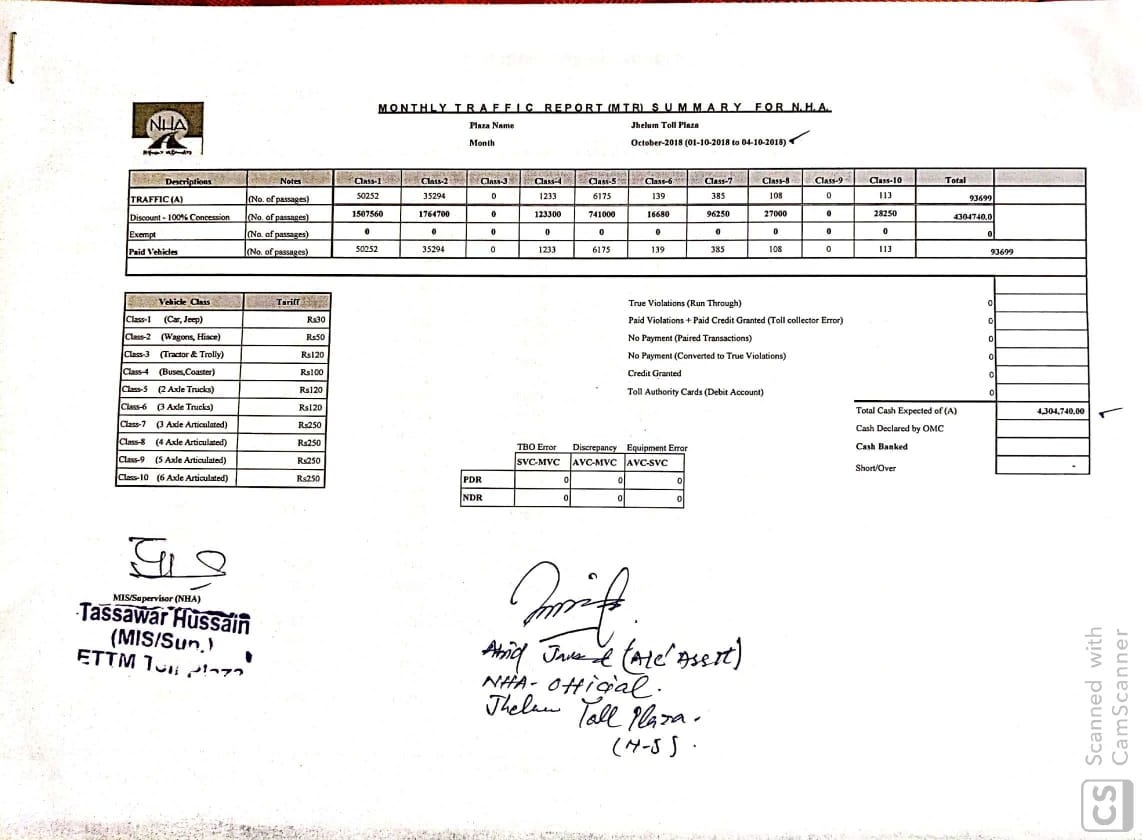 MONTHLY TRAFFIC REPORT (MTR) SUMMARY FOR N.H.A.
NHA
Plaza Name Jhelum Toll Plaza
Month October-2018 (01-10-2018 to 04-10-2018)
Descriptions Notes Class-1 Class-2 Class-3 Class-4 Class-5 Class-6 Class-7 Class-8 Class-9 Class-10 Total
TRAFFIC (A) (No. of passages) 50252 35294 0 1233 6175 139 385 108 0 113 93699
Discount - 100% Concession (No. of passages) 1507560 1764700 0 123300 741000 16680 96250 27000 0 28250 4304740.0
Exempt (No. of passages) 0 0 0 0 0 0 0 0 0 0 0
Paid Vehicles (No. of passages) 50252 35294 0 1233 6175 139 385 108 0 113 93699
Vehicle Class Tariff
Class-1 (Car, Jeep) Rs30
Class-2 (Wagons, Hiace) Rs50
Class-3 (Tractor & Trolly) Rs120
Class-4 (Buses,Coaster) Rs100
Class-5 (2 Axle Trucks) Rs120
Class-6 (3 Axle Trucks) Rs120
Class-7 (3 Axle Articulated) Rs250
Class-8 (4 Axle Articulated) Rs250
Class-9 (5 Axle Articulated) Rs250
Class-10 (6 Axle Articulated) Rs250
True Violations (Run Through) 0
Paid Violations + Paid Credit Granted (Toll collector Error) 0
No Payment (Paired Transactions) 0
No Payment (Converted to True Violations) 0
Credit Granted 0
Toll Authority Cards (Debit Account) 0
Total Cash Expected of (A) 4,304,740.00
Cash Declared by OMC
Cash Banked
Short/Over -
TBO Error Discrepancy Equipment Error
SVC-MVC AVC-MVC AVC-SVC
PDR 0 0 0
NDR 0 0 0
MIS/Supervisor (NHA)
Tassawar Hussain
(MIS/Sup.)
ETTM Toll Plaza
NHA- Official.
Jhelum Toll Plaza.
(N-5).
Scanned with
CamScanner
CS